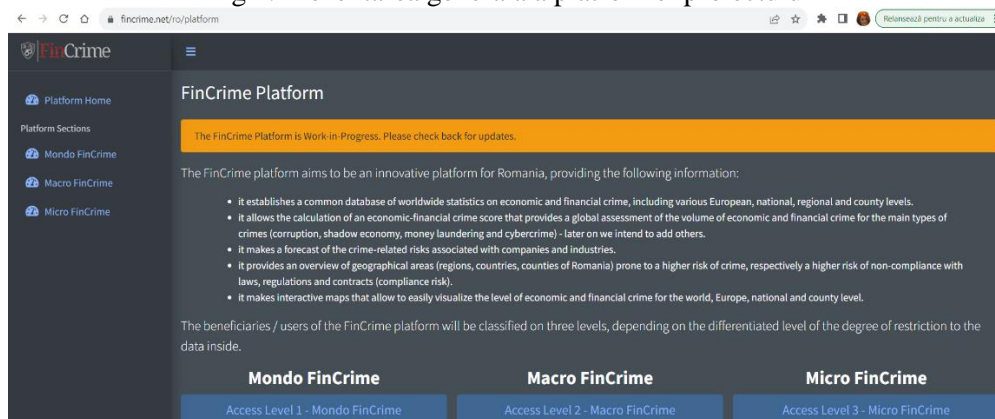 fincrime.net/ro/platform
Relansează pentru a actualiza
FinCrime
FinCrime Platform
Platform Home
The FinCrime Platform is Work-in-Progress. Please check back for updates.
Platform Sections
Mondo FinCrime
Macro FinCrime
Micro FinCrime
The FinCrime platform aims to be an innovative platform for Romania, providing the following information:
• it establishes a common database of worldwide statistics on economic and financial crime, including various European, national, regional and county levels.
• it allows the calculation of an economic-financial crime score that provides a global assessment of the volume of economic and financial crime for the main types of
crimes (corruption, shadow economy, money laundering and cybercrime) - later on we intend to add others.
• it makes a forecast of the crime-related risks associated with companies and industries.
• it provides an overview of geographical areas (regions, countries, counties of Romania) prone to a higher risk of crime, respectively a higher risk of non-compliance with
laws, regulations and contracts (compliance risk).
• it makes interactive maps that allow to easily visualize the level of economic and financial crime for the world, Europe, national and county level.
The beneficiaries / users of the FinCrime platform will be classified on three levels, depending on the differentiated level of the degree of restriction to the
data inside.
Mondo FinCrime
Macro FinCrime
Micro FinCrime
Access Level 1 - Mondo FinCrime
Access Level 2 - Macro FinCrime
Access Level 3 - Micro FinCrime